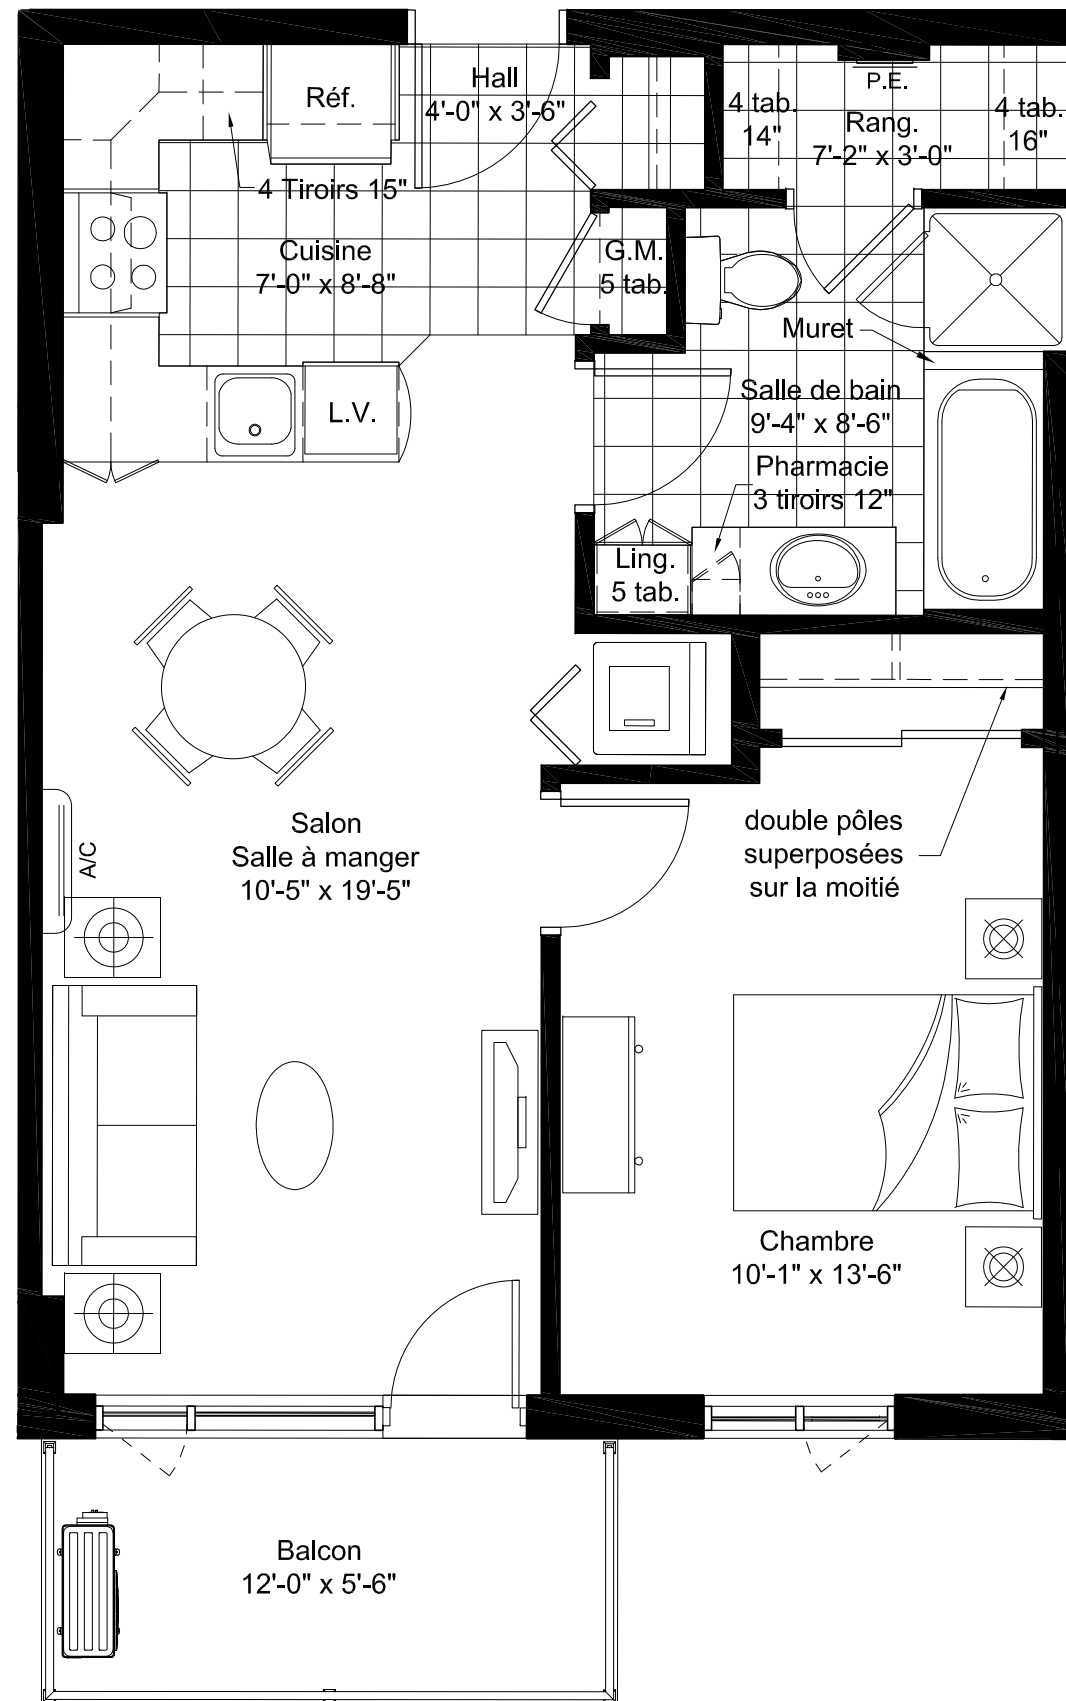 Réf.
Hall
4'-0" x 3'-6"
4 tab.
14"
P.E.
Rang.
7'-2" x 3'-0"
4 tab.
16"
4 Tiroirs 15"
Cuisine
7'-0" x 8'-8"
G.M.
5 tab.
Muret
L.V.
Salle de bain
9'-4" x 8'-6"
Pharmacie
3 tiroirs 12"
Ling.
5 tab.
Salon
Salle à manger
10'-5" x 19'-5"
A/C
double pôles
superposées
sur la moitié
Chambre
10'-1" x 13'-6"
Balcon
12'-0" x 5'-6"